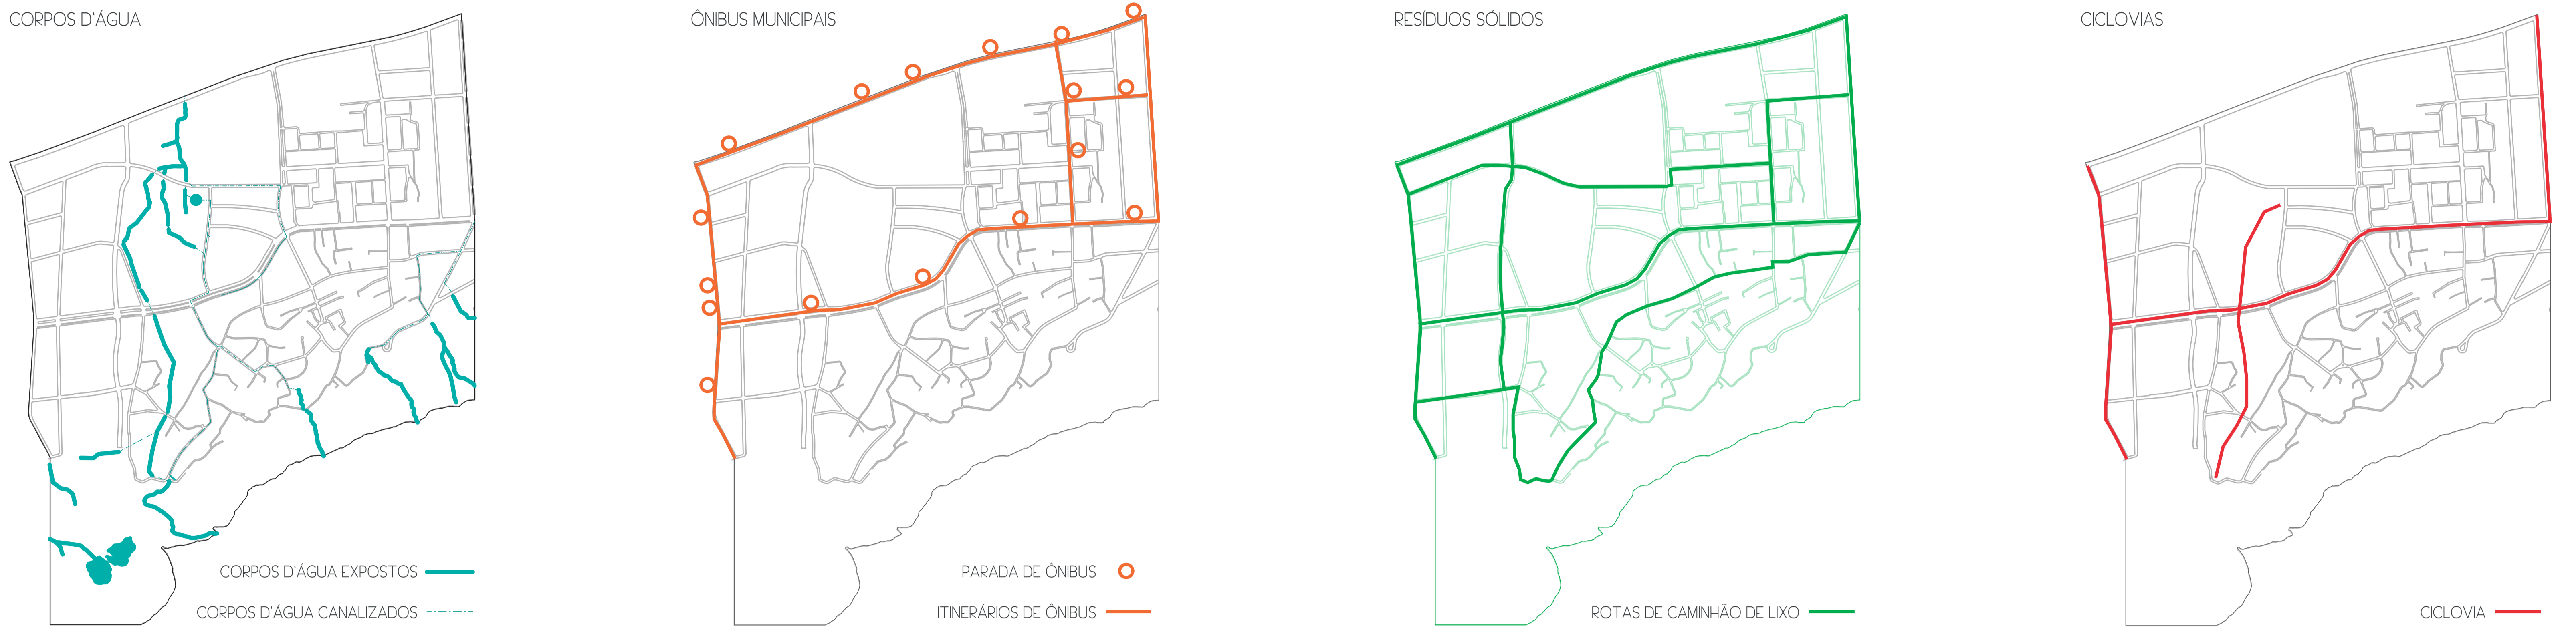 CORPOS D'ÁGUA
ÔNIBUS MUNICIPAIS
RESÍDUOS SÓLIDOS
CICLOVIAS
CORPOS D'ÁGUA EXPOSTOS
CORPOS D'ÁGUA CANALIZADOS
PARADA DE ÔNIBUS
ITINERÁRIOS DE ÔNIBUS
ROTAS DE CAMINHÃO DE LIXO
CICLOVIA